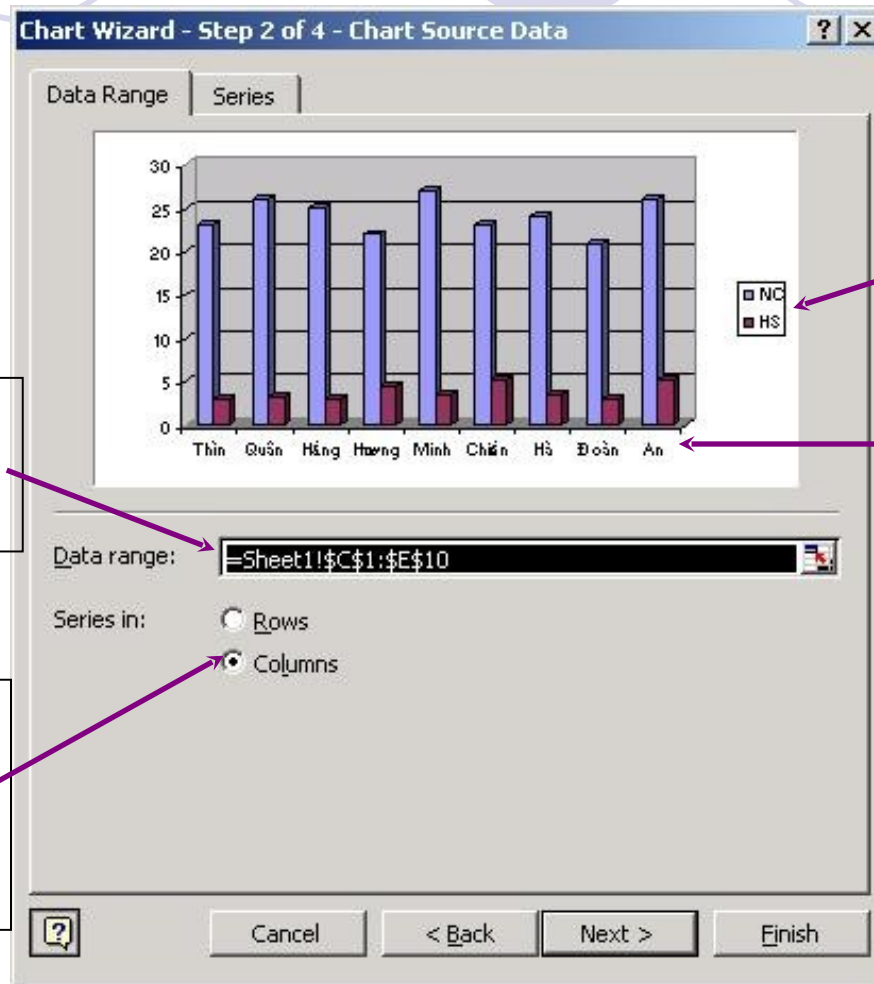 Chart Wizard - Step 2 of 4 - Chart Source Data
Data Range
Series
30
25
20
15
10
5
0
Thìn Quân Hằng Hương Minh Chiến Hà Đoàn An
NC
HS
Data range:
=Sheet1!$C$1:$E$10
Series in:
Rows
Columns
Cancel
< Back
Next >
Finish